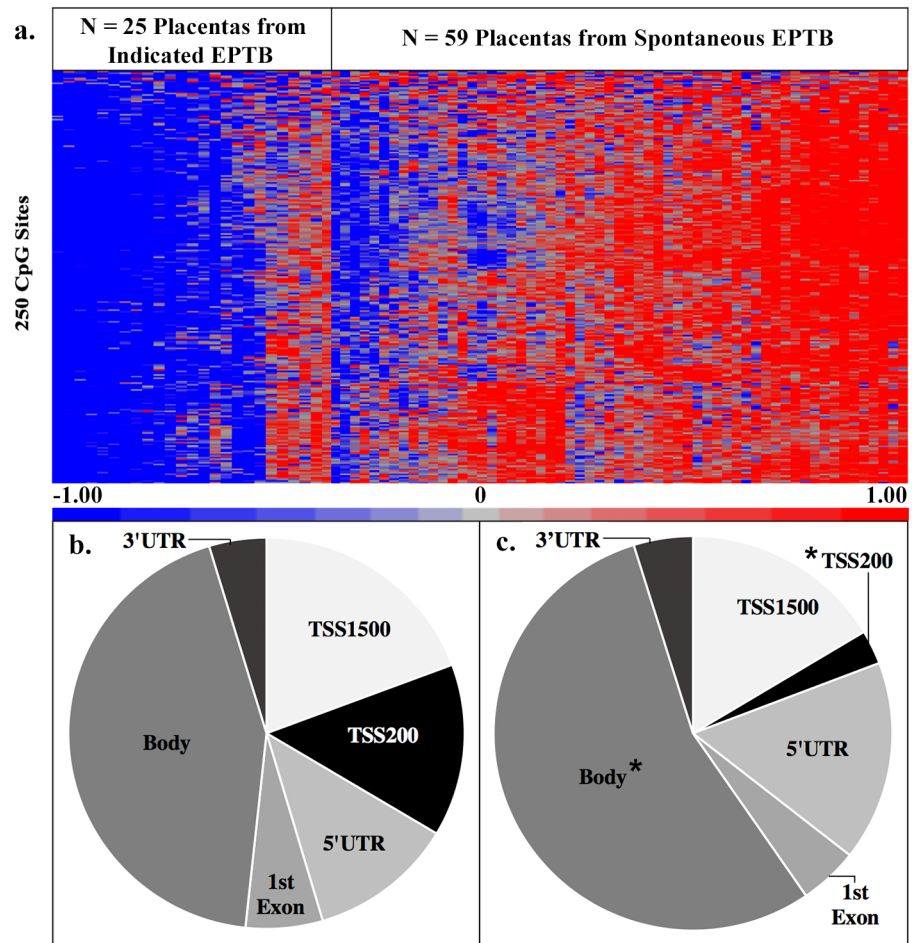 a.
N = 25 Placentas from
Indicated EPTB
N = 59 Placentas from Spontaneous EPTB
250 CpG Sites
-1.00
0
1.00
b.
3'UTR
TSS1500
TSS200
5'UTR
1st
Exon
Body
c.
3’UTR
*TSS200
TSS1500
5'UTR
1st
Exon
Body*